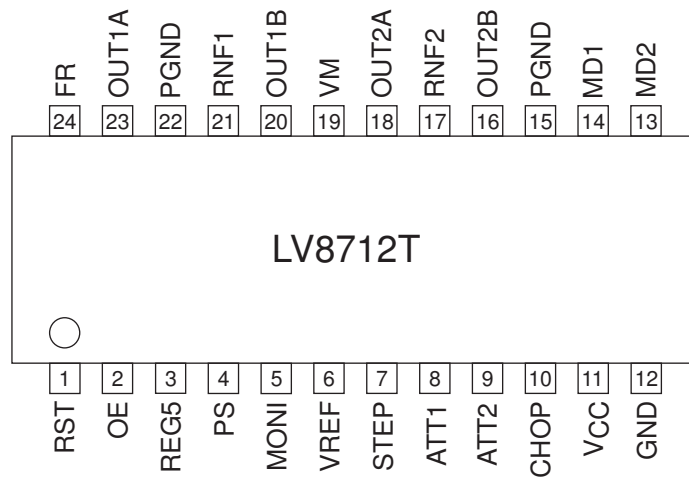 FR OUT1A PGND RNF1 OUT1B VM OUT2A RNF2 OUT2B PGND MD1 MD2
24 23 22 21 20 19 18 17 16 15 14 13
LV8712T
1 2 3 4 5 6 7 8 9 10 11 12
RST OE REG5 PS MONI VREF STEP ATT1 ATT2 CHOP VCC GND